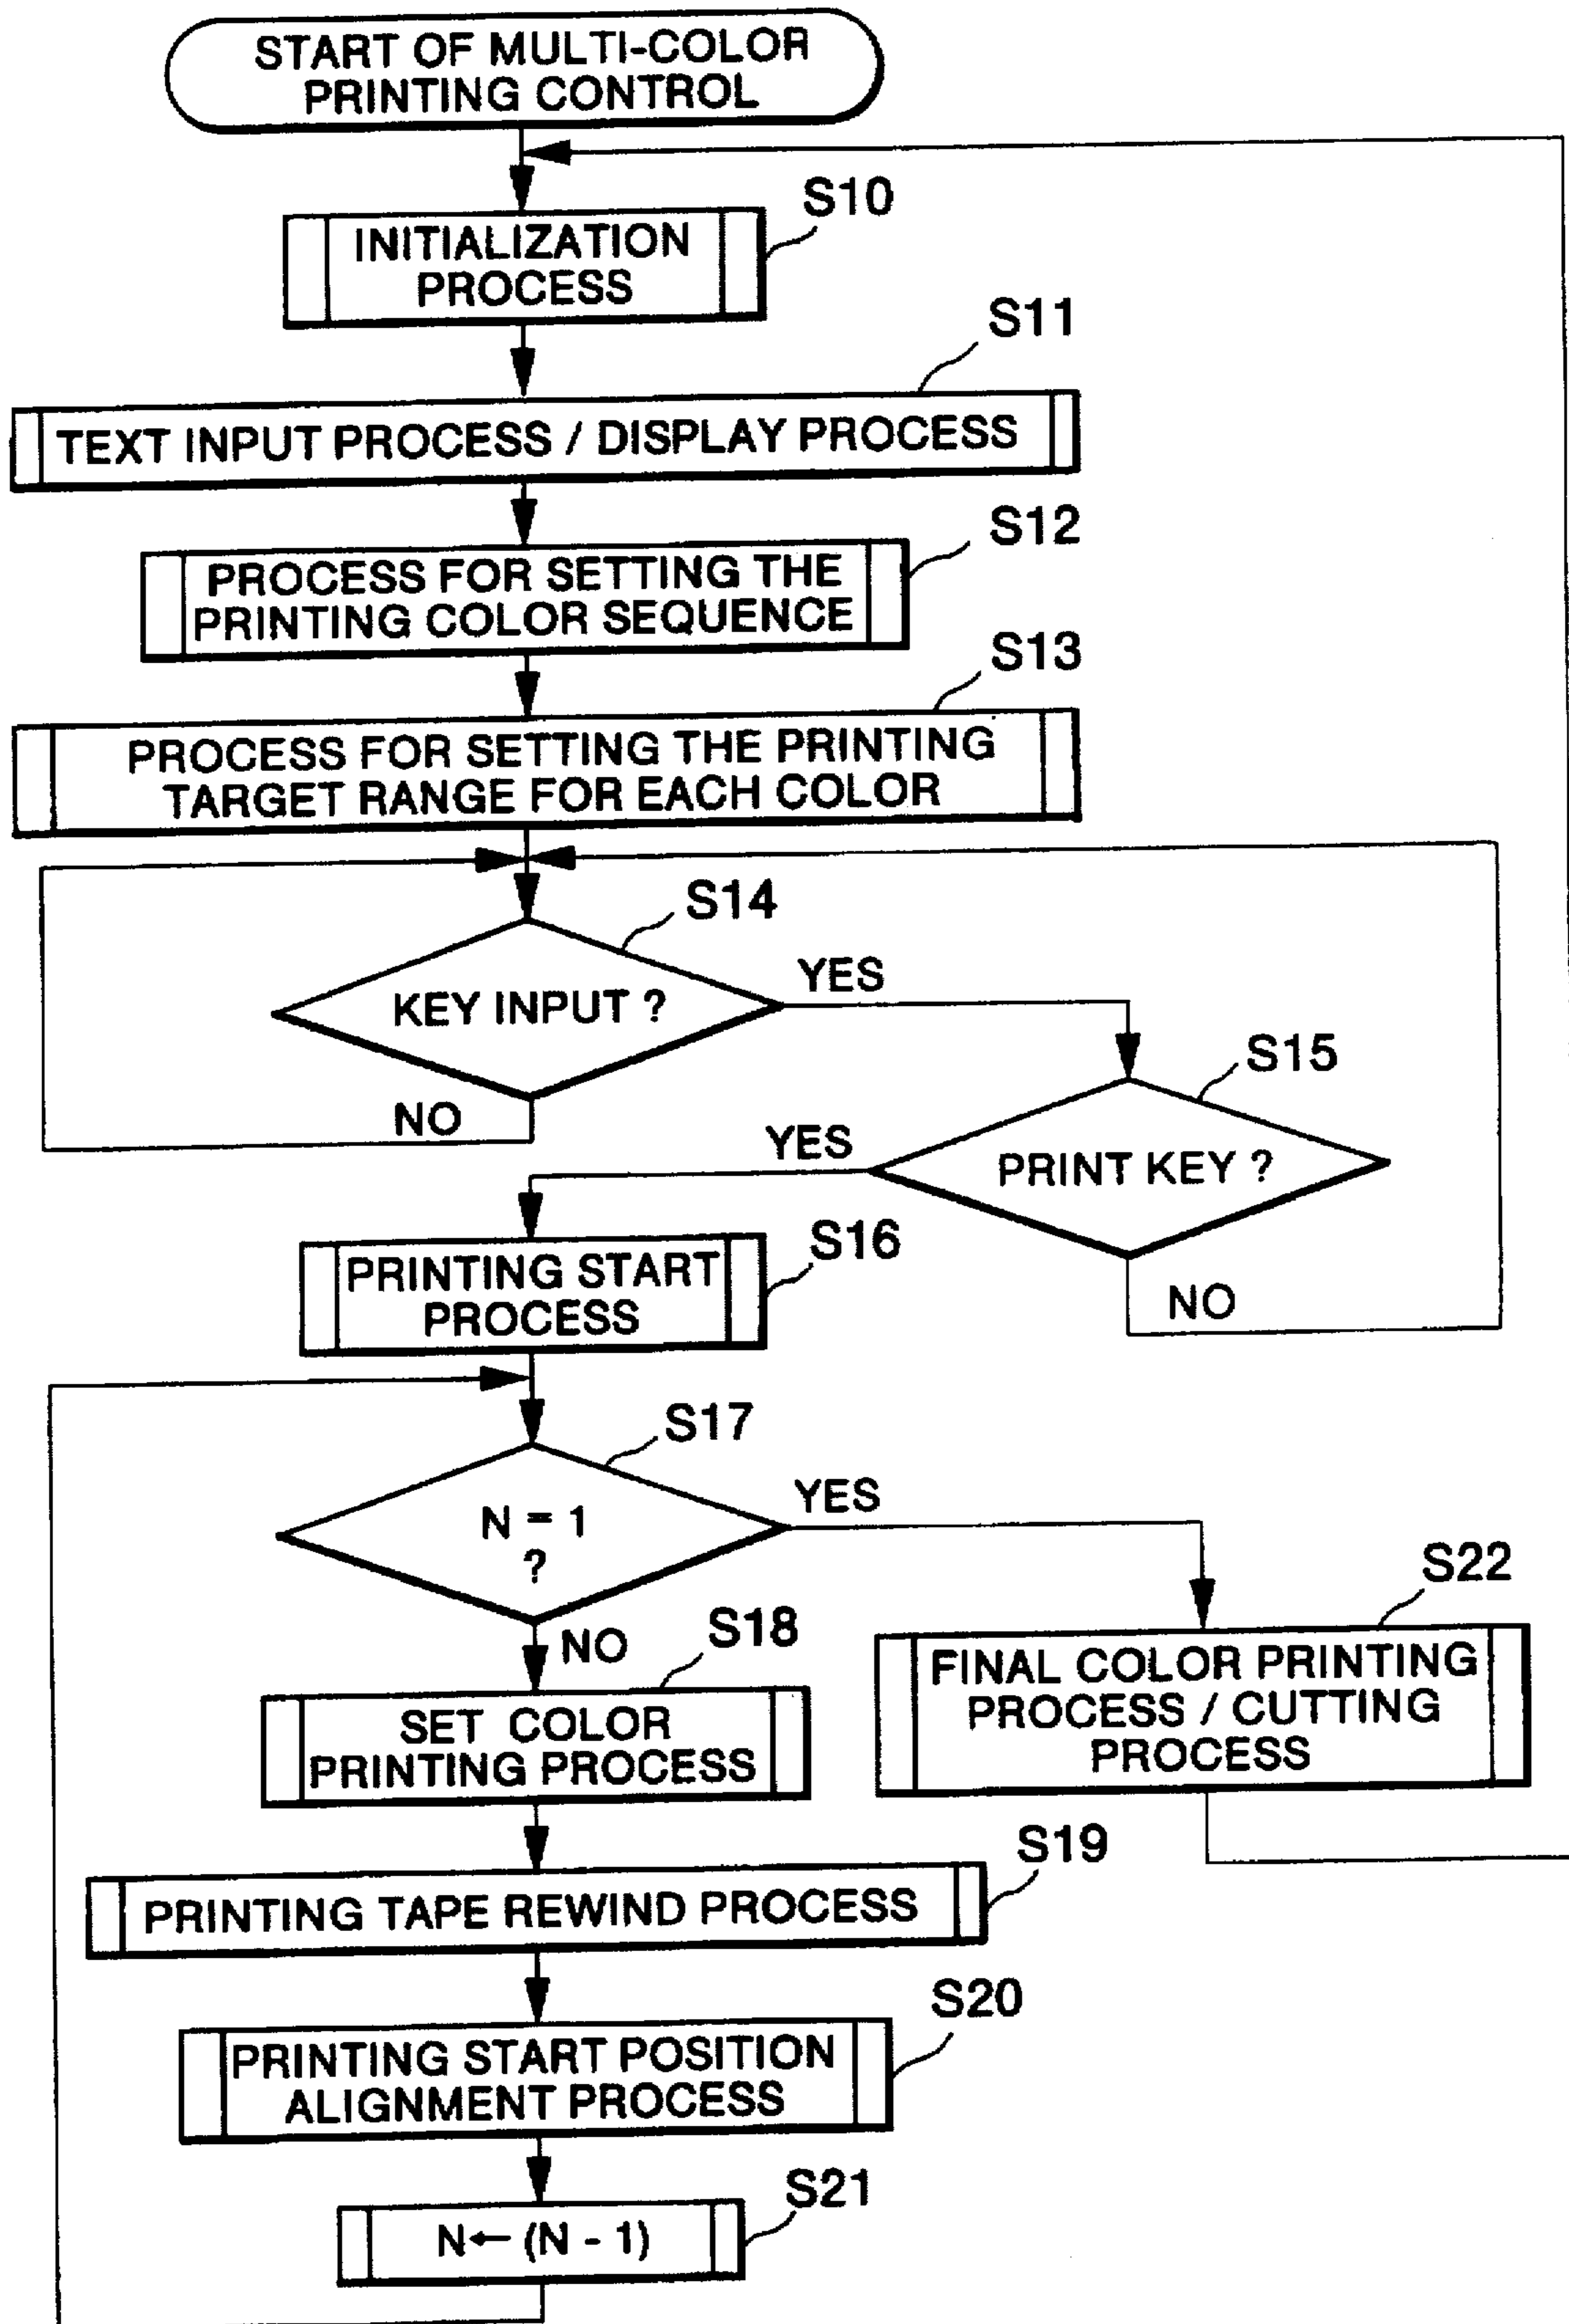 START OF MULTI-COLOR
PRINTING CONTROL
S10
INITIALIZATION
PROCESS
S11
TEXT INPUT PROCESS / DISPLAY PROCESS
S12
PROCESS FOR SETTING THE
PRINTING COLOR SEQUENCE
S13
PROCESS FOR SETTING THE PRINTING
TARGET RANGE FOR EACH COLOR
S14
KEY INPUT ?
YES
NO
S15
PRINT KEY ?
YES
NO
S16
PRINTING START
PROCESS
S17
N = 1
?
YES
NO
S22
FINAL COLOR PRINTING
PROCESS / CUTTING
PROCESS
S18
SET COLOR
PRINTING PROCESS
S19
PRINTING TAPE REWIND PROCESS
S20
PRINTING START POSITION
ALIGNMENT PROCESS
S21
N← (N - 1)